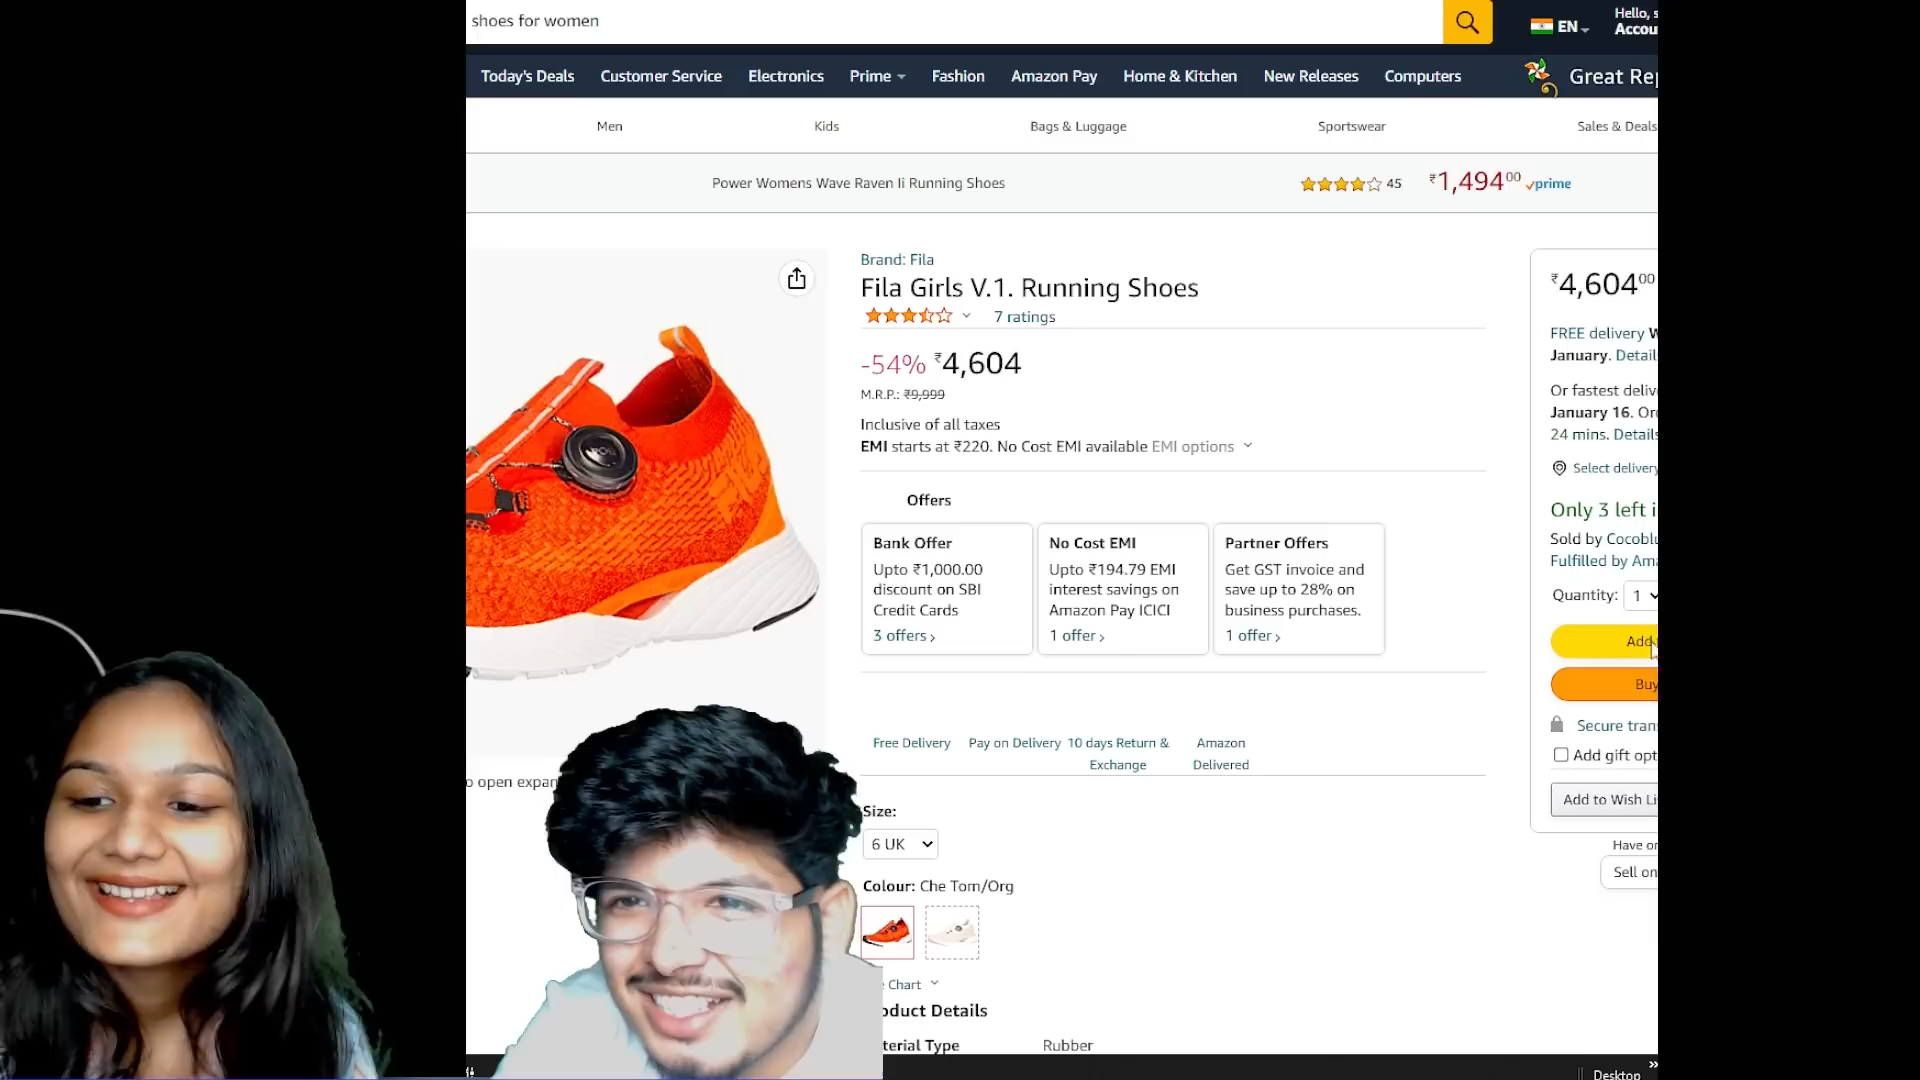 shoes for women
EN
Hello, s
Accou
Today's Deals
Customer Service
Electronics
Prime
Fashion
Amazon Pay
Home & Kitchen
New Releases
Computers
Great Rep
Men
Kids
Bags & Luggage
Sportswear
Sales & Deals
Power Womens Wave Raven Ii Running Shoes
45
₹1,49400
prime
Brand: Fila
Fila Girls V.1. Running Shoes
7 ratings
-54% ₹4,604
M.R.P.: ₹9,999
Inclusive of all taxes
EMI starts at ₹220. No Cost EMI available EMI options
Offers
Bank Offer
Upto ₹1,000.00
discount on SBI
Credit Cards
3 offers
No Cost EMI
Upto ₹194.79 EMI
interest savings on
Amazon Pay ICICI
1 offer
Partner Offers
Get GST invoice and
save up to 28% on
business purchases.
1 offer
Free Delivery
Pay on Delivery
10 days Return &
Exchange
Amazon
Delivered
o open expan
Size:
6 UK
Colour: Che Tom/Org
Chart
oduct Details
terial Type Rubber
₹4,60400
FREE delivery W
January. Detail
Or fastest deliv
January 16. Or
24 mins. Details
Select delivery
Only 3 left i
Sold by Cocoblu
Fulfilled by Ama
Quantity: 1
Add
Buy
Secure tran
Add gift opt
Add to Wish Li
Have or
Sell on
Desktop